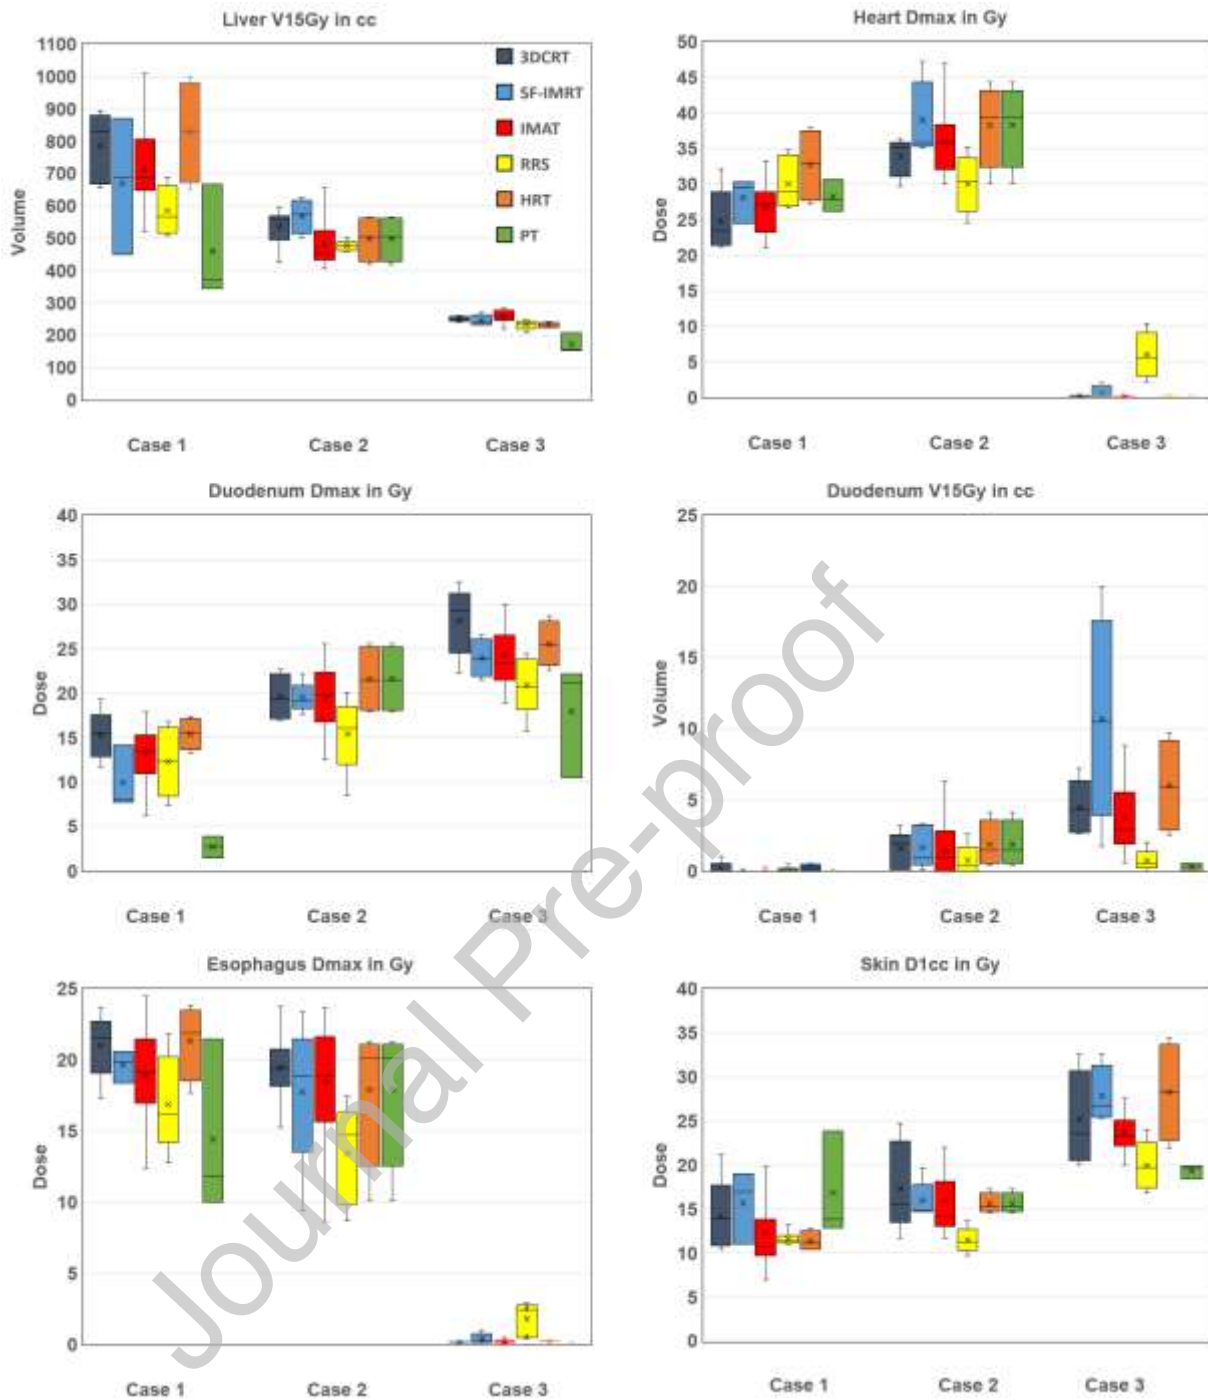 Liver V15Gy in cc
1100
1000
900
800
700
600
500
400
300
200
100
0
Volume
3DCRT
SF-IMRT
IMAT
RRS
HRT
PT
Case 1
Case 2
Case 3
Heart Dmax in Gy
50
45
40
35
30
25
20
15
10
5
0
Dose
Case 1
Case 2
Case 3
Duodenum Dmax in Gy
40
35
30
25
20
15
10
5
0
Dose
Case 1
Case 2
Case 3
Duodenum V15Gy in cc
25
20
15
10
5
0
Volume
Case 1
Case 2
Case 3
Esophagus Dmax in Gy
25
20
15
10
5
0
Dose
Case 1
Case 2
Case 3
Skin D1cc in Gy
40
35
30
25
20
15
10
5
0
Dose
Case 1
Case 2
Case 3
Journal Pre-proof